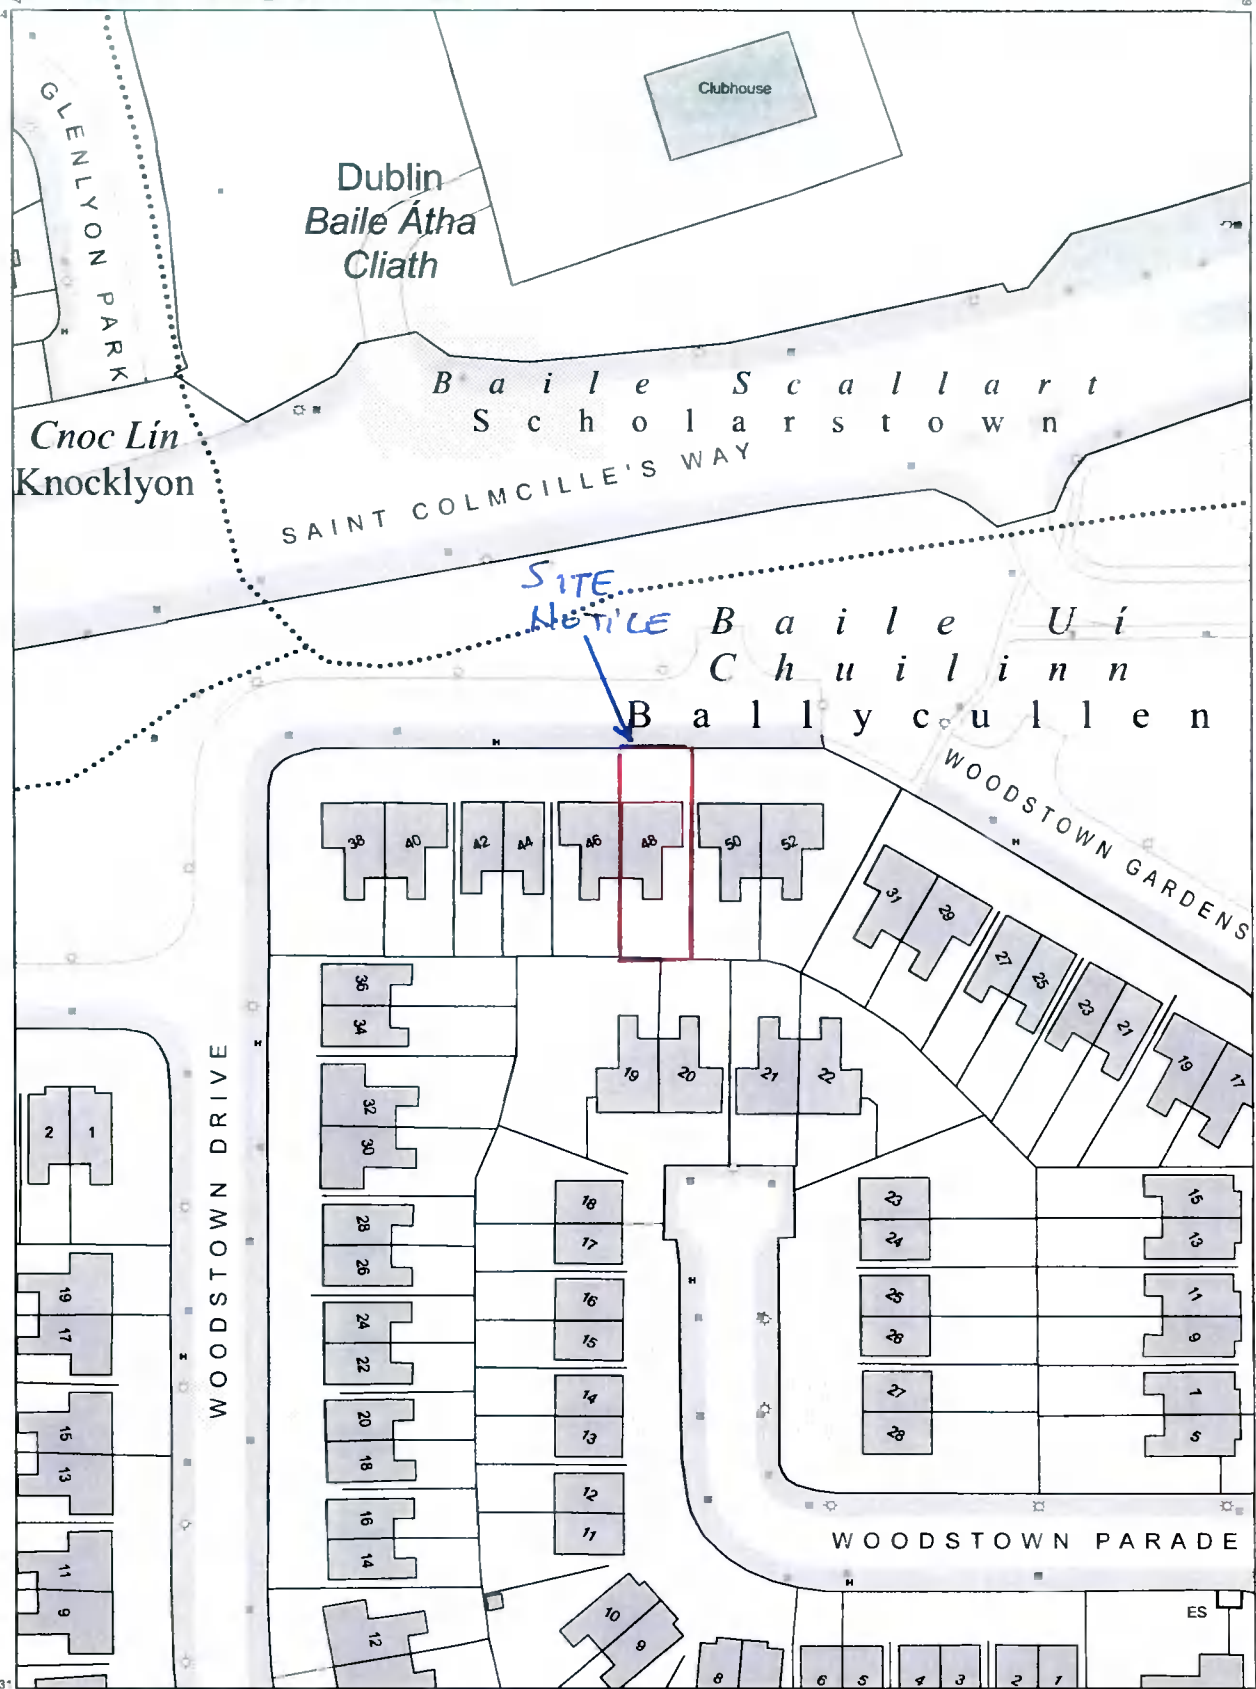 Clubhouse
GLENLYON PARK
Dublin
Baile Átha
Cliath
Baile Scallart
Scholarstown
Cnoc Lín
Knocklyon
SAINT COLMCILLE'S WAY
SITE
NOTICE
Baile Uí
Chuilinn
Ballycullen
H
WOODSTOWN GARDENS
H
38 40 42 44 46 48 50 52
31 29 27 25 23 21 19 17
36
34
H
WOODSTOWN DRIVE
32
30
19 20 21 22
2 1
28
26
18
17
23
24
15
13
19
17
H
24
22
16
15
H
25
26
11
9
15
13
20
18
14
13
27
28
1
5
11
9
16
14
12
11
WOODSTOWN PARADE
H
ES
12
10
9
8
6 5 4 3 2 1